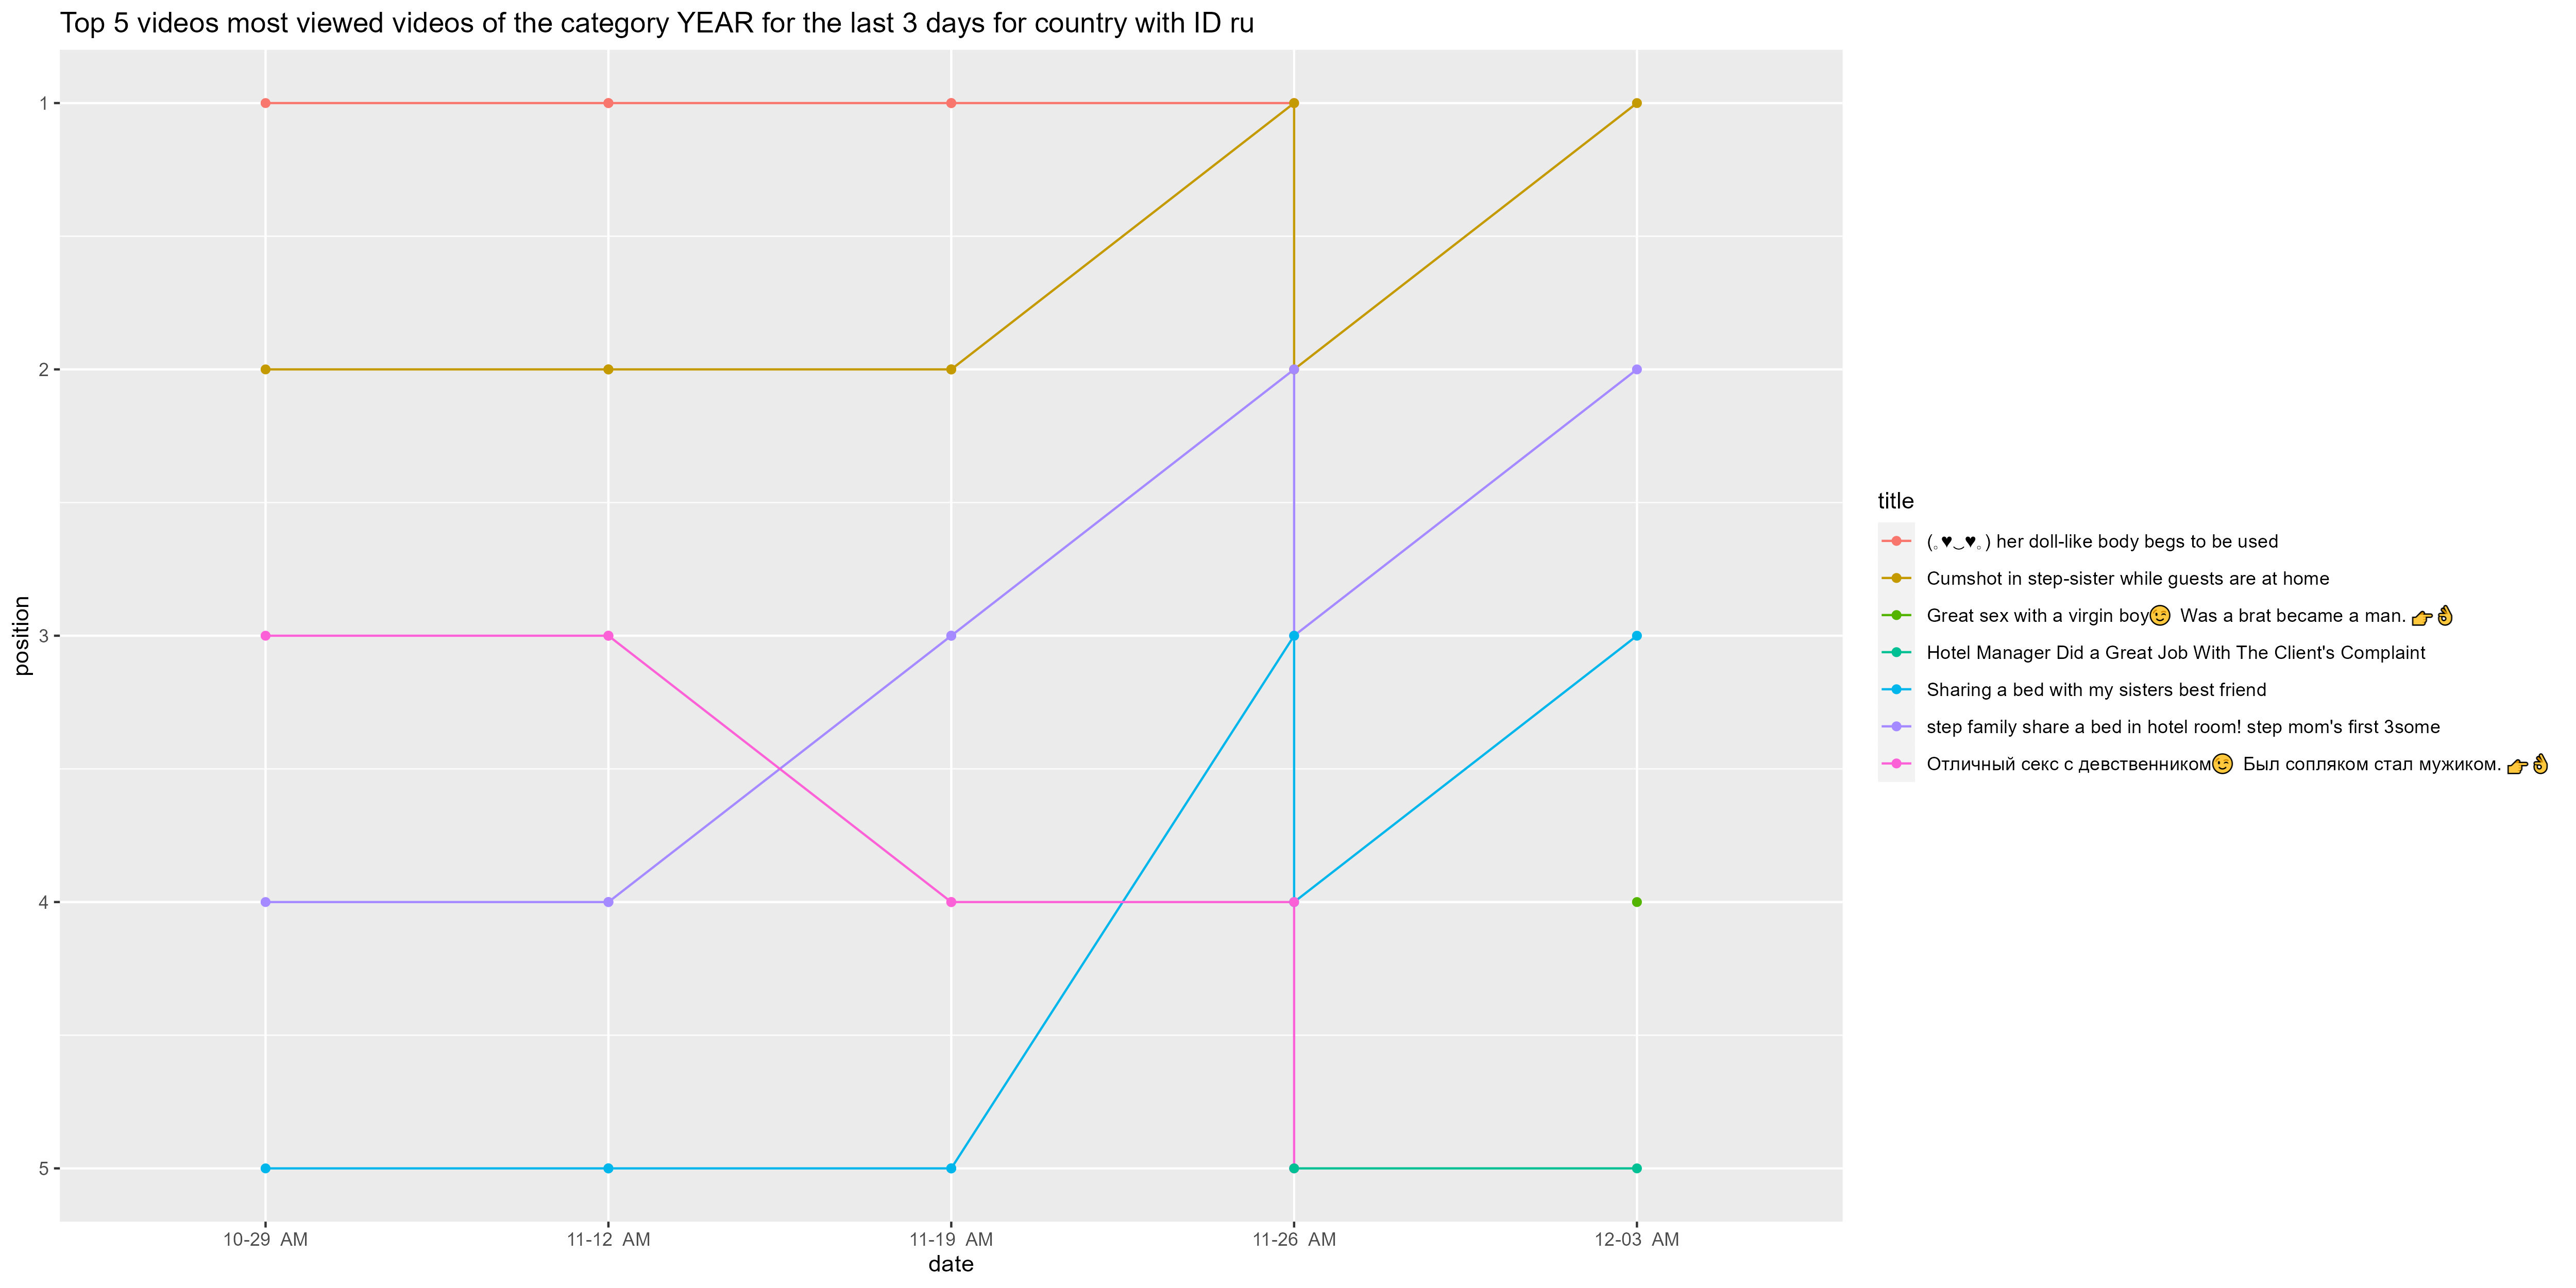 Top 5 videos most viewed videos of the category YEAR for the last 3 days for country with ID ru
position
1
2
3
4
5
10-29 AM
11-12 AM
11-19 AM
11-26 AM
12-03 AM
date
title
(｡♥‿♥｡) her doll-like body begs to be used
Cumshot in step-sister while guests are at home
Great sex with a virgin boy😉 Was a brat became a man. 👉👌
Hotel Manager Did a Great Job With The Client's Complaint
Sharing a bed with my sisters best friend
step family share a bed in hotel room! step mom's first 3some
Отличный секс с девственником😉 Был сопляком стал мужиком. 👉👌